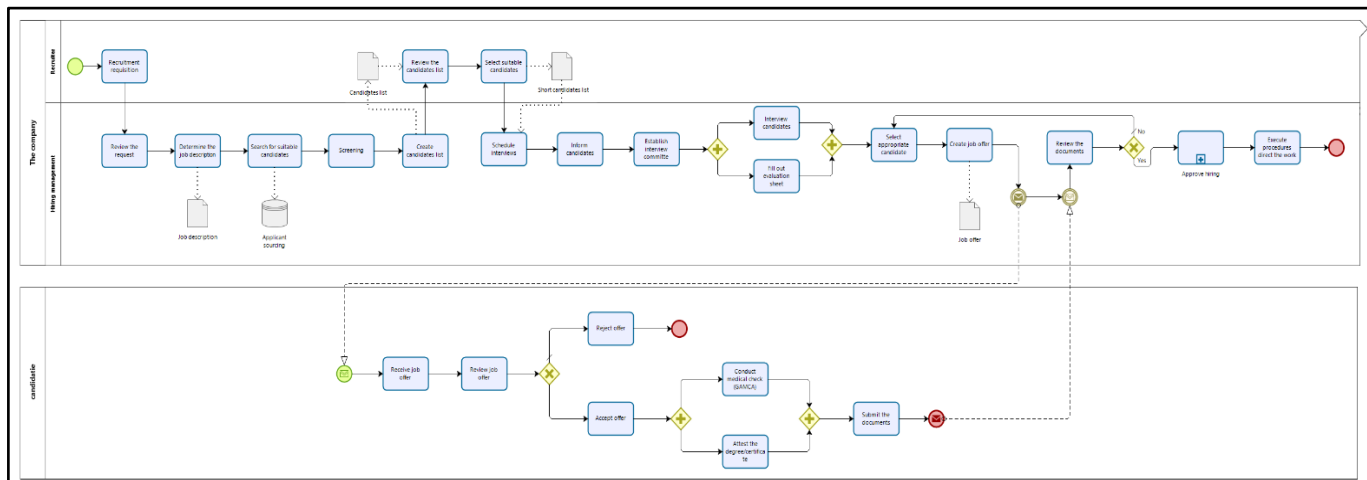 The company
Recruiter
Recruitment
requisition
Candidates list
Review the
candidates list
Select suitable
candidates
Short candidates list
Hiring management
Review the
request
Determine the
job description
Job description
Search for suitable
candidates
Applicant
sourcing
Screening
Create
candidates list
Schedule
interviews
Inform
candidates
Establish
interview
committe
Interview
candidates
Fill out
evaluation
sheet
Select
appropriate
candidate
Create job offer
Job offer
Review the
documents
No
Yes
Approve hiring
Execute
procedures
direct the work
candidatie
Receive job
offer
Review job
offer
Reject offer
Accept offer
Conduct
medical check
(GAMCA)
Attest the
degree/certifica
te
Submit the
documents